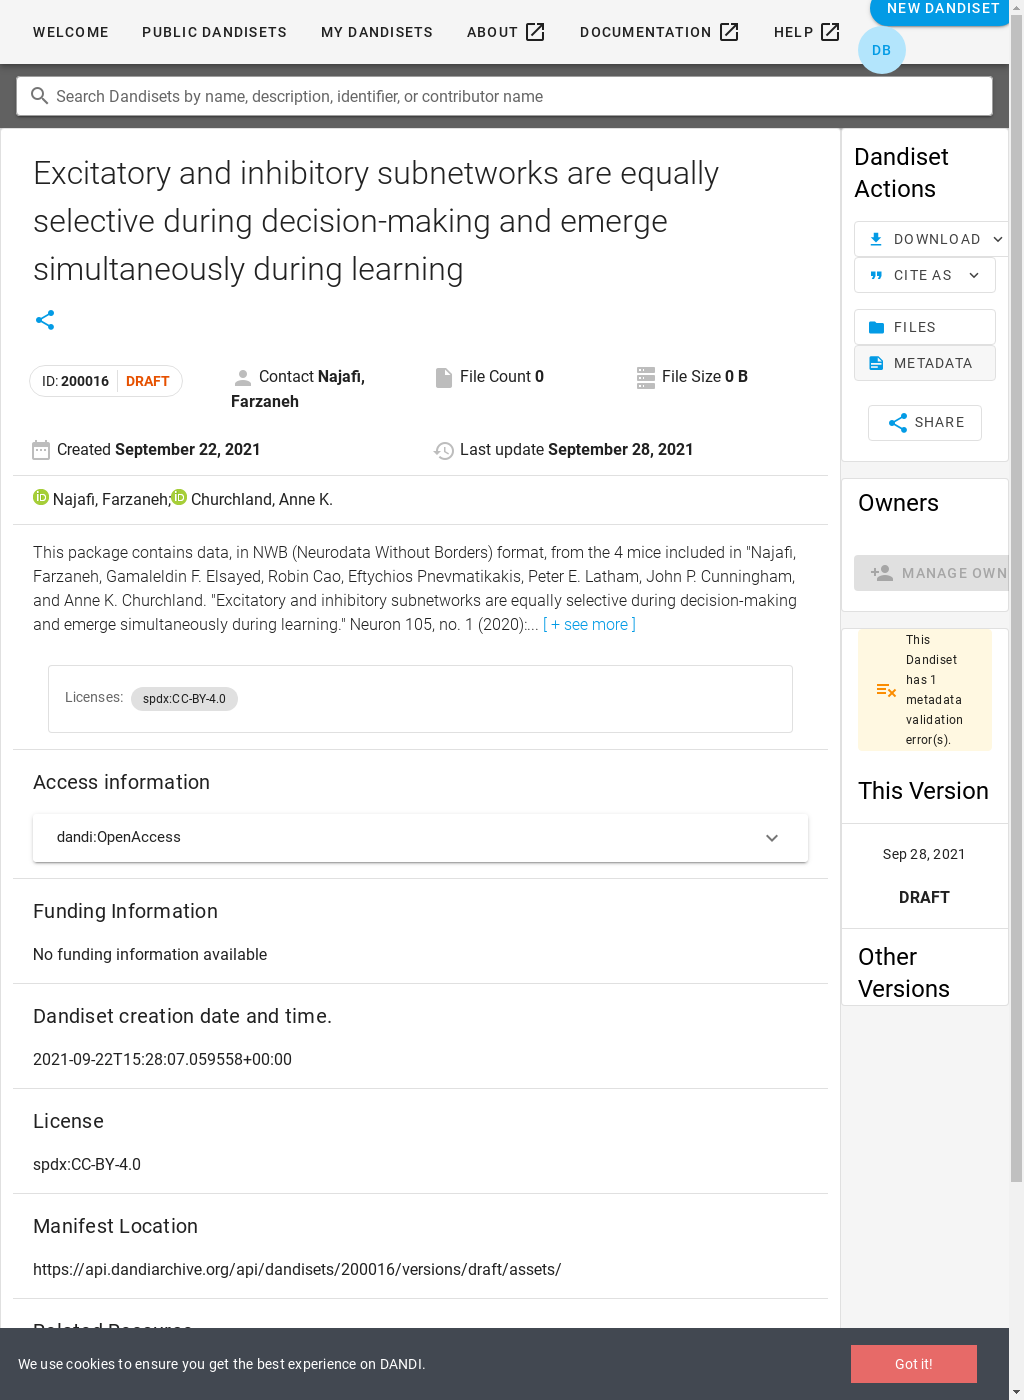 WELCOME PUBLIC DANDISETS MY DANDISETS ABOUT DOCUMENTATION HELP NEW DANDISET
DB
Search Dandisets by name, description, identifier, or contributor name
Excitatory and inhibitory subnetworks are equally
selective during decision-making and emerge
simultaneously during learning
ID: 200016 DRAFT
Contact Najafi,
Farzaneh
File Count 0
File Size 0 B
Created September 22, 2021
Last update September 28, 2021
Najafi, Farzaneh; Churchland, Anne K.
This package contains data, in NWB (Neurodata Without Borders) format, from the 4 mice included in "Najafi,
Farzaneh, Gamaleldin F. Elsayed, Robin Cao, Eftychios Pnevmatikakis, Peter E. Latham, John P. Cunningham,
and Anne K. Churchland. "Excitatory and inhibitory subnetworks are equally selective during decision-making
and emerge simultaneously during learning." Neuron 105, no. 1 (2020):... [ + see more ]
Licenses: spdx:CC-BY-4.0
Access information
dandi:OpenAccess
Funding Information
No funding information available
Dandiset creation date and time.
2021-09-22T15:28:07.059558+00:00
License
spdx:CC-BY-4.0
Manifest Location
https://api.dandiarchive.org/api/dandisets/200016/versions/draft/assets/
Related Resource
Dandiset
Actions
DOWNLOAD
CITE AS
FILES
METADATA
SHARE
Owners
MANAGE OWN
This
Dandiset
has 1
metadata
validation
error(s).
This Version
Sep 28, 2021
DRAFT
Other
Versions
We use cookies to ensure you get the best experience on DANDI.
Got it!